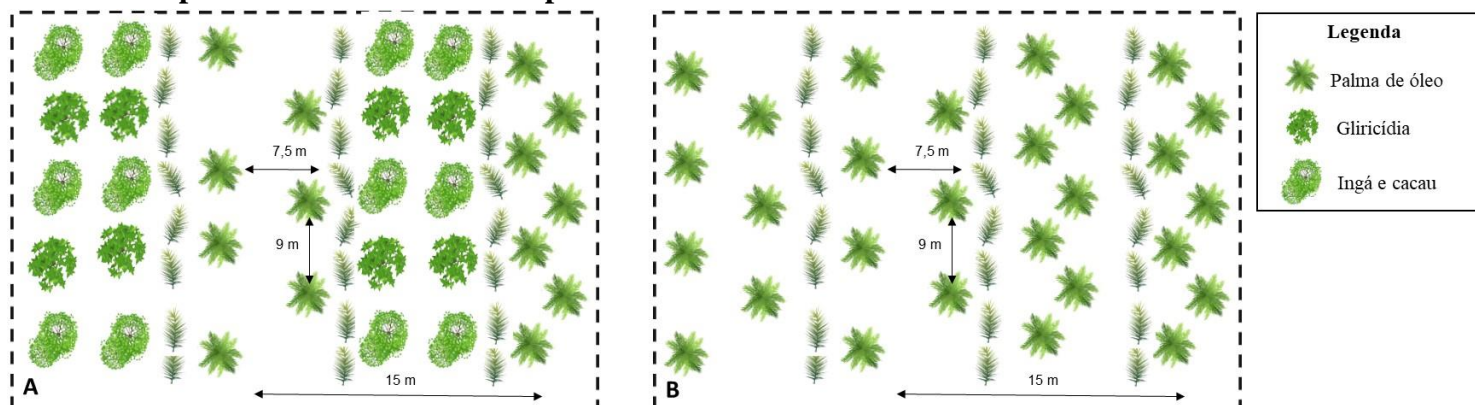 7,5 m
9 m
15 m
A
7,5 m
9 m
15 m
B
Legenda
Palma de óleo
Gliricídia
Ingá e cacau